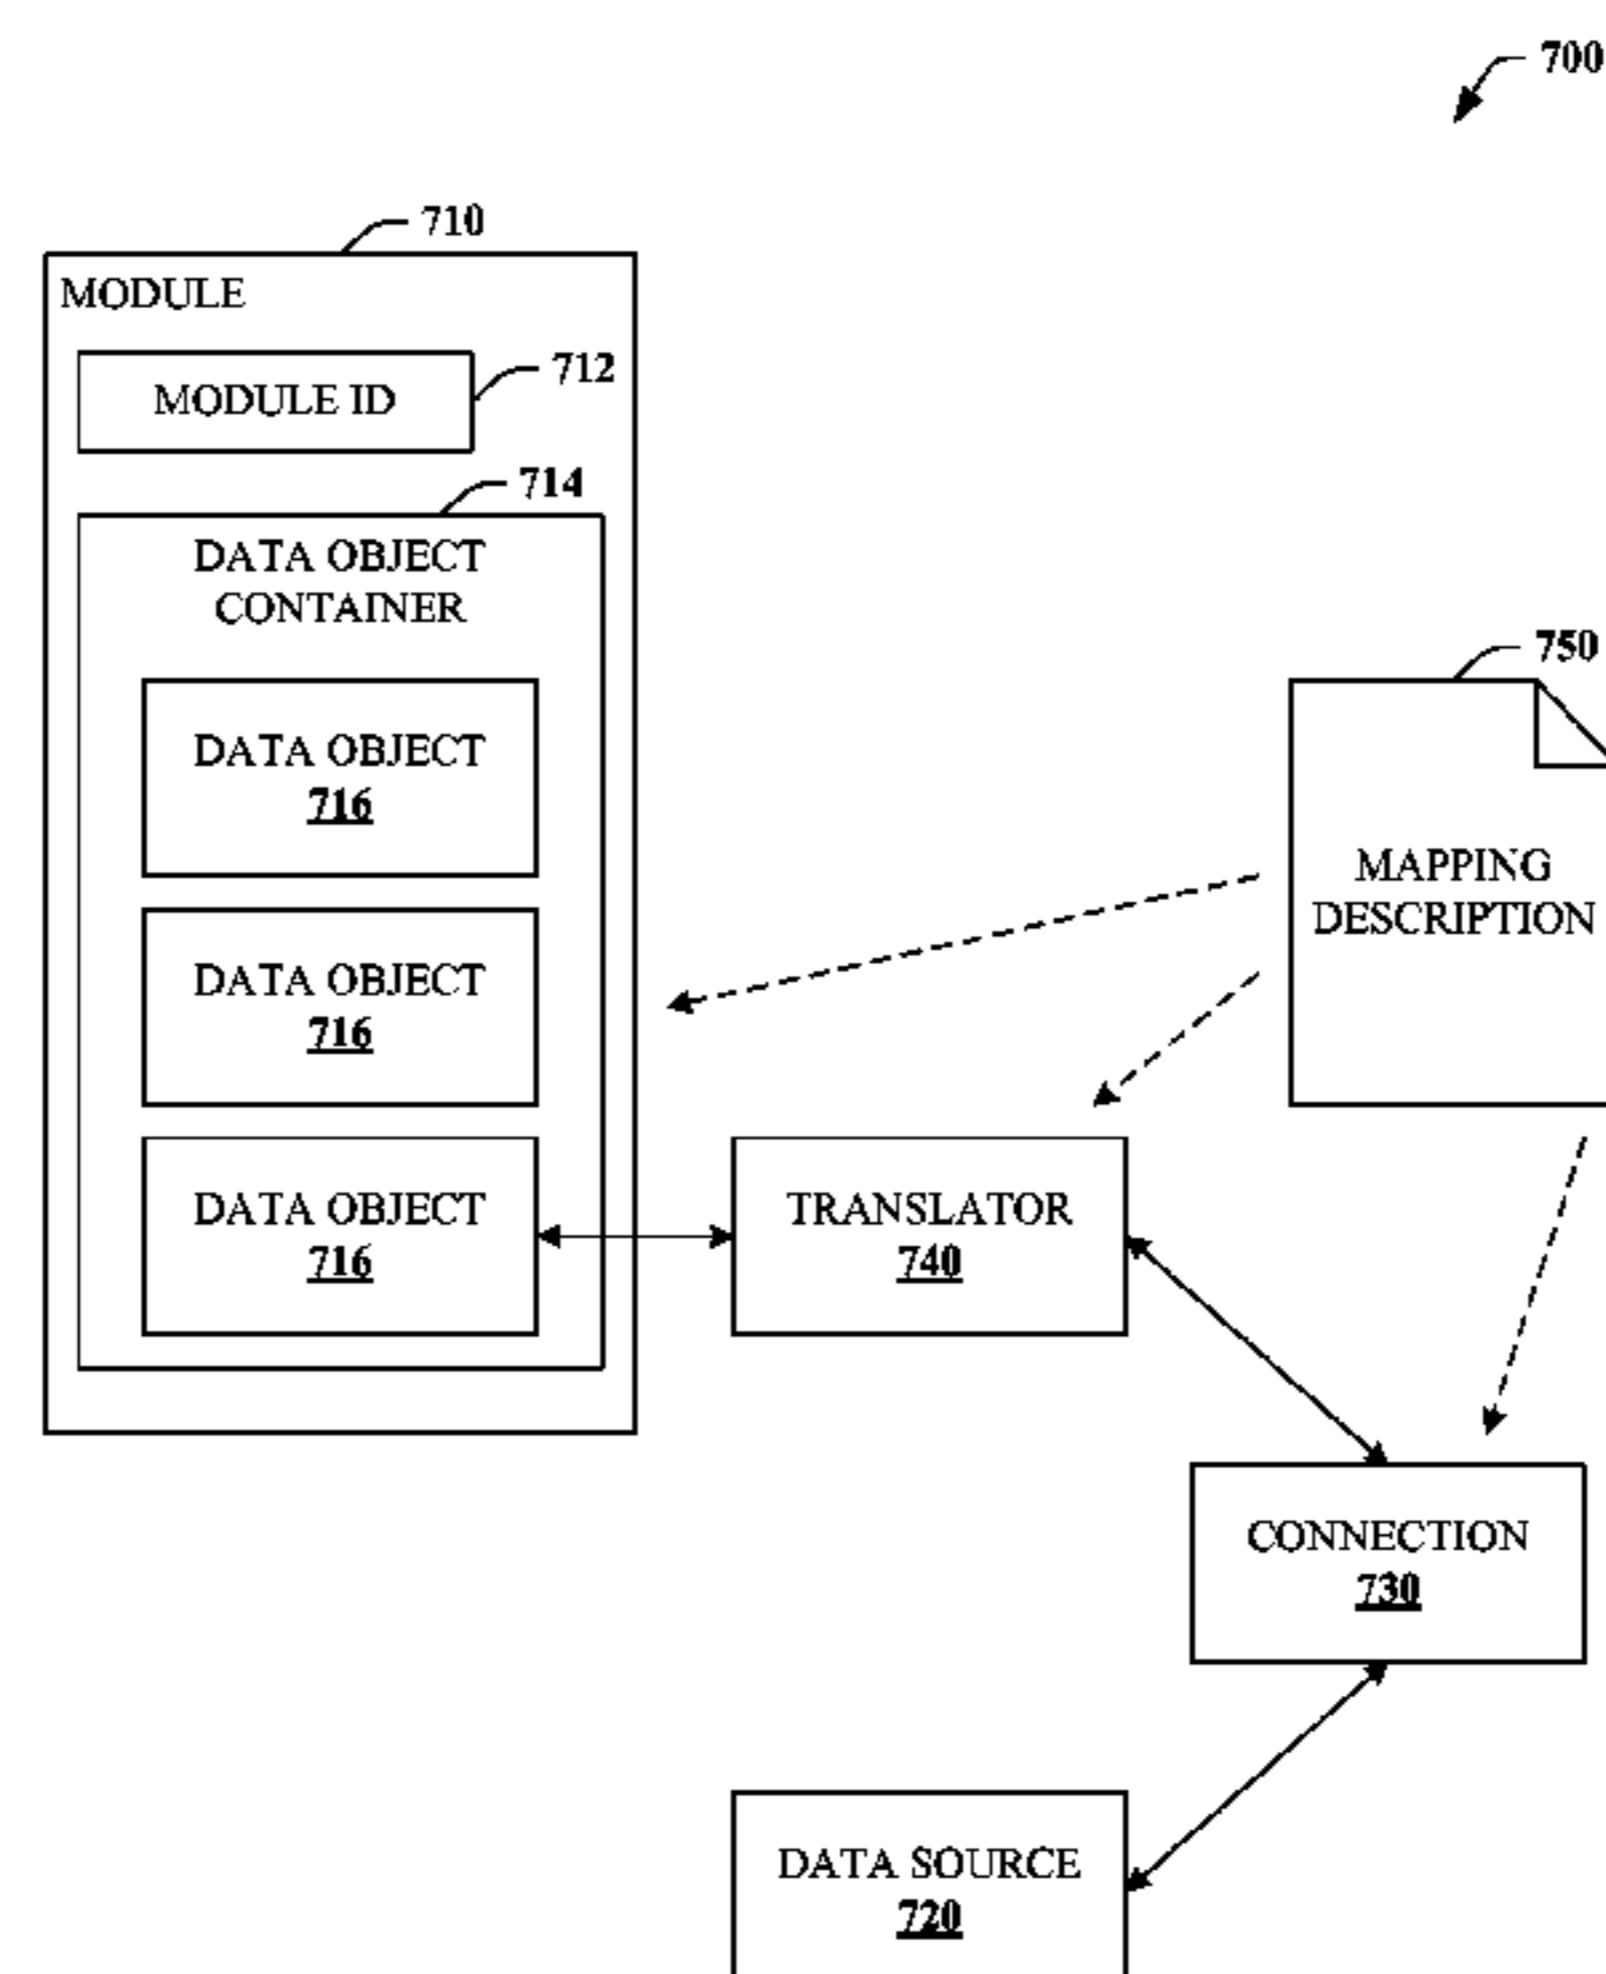 700
710
MODULE
712
MODULE ID
714
DATA OBJECT
CONTAINER
750
DATA OBJECT
716
MAPPING
DESCRIPTION
DATA OBJECT
716
DATA OBJECT
716
TRANSLATOR
740
CONNECTION
730
DATA SOURCE
720